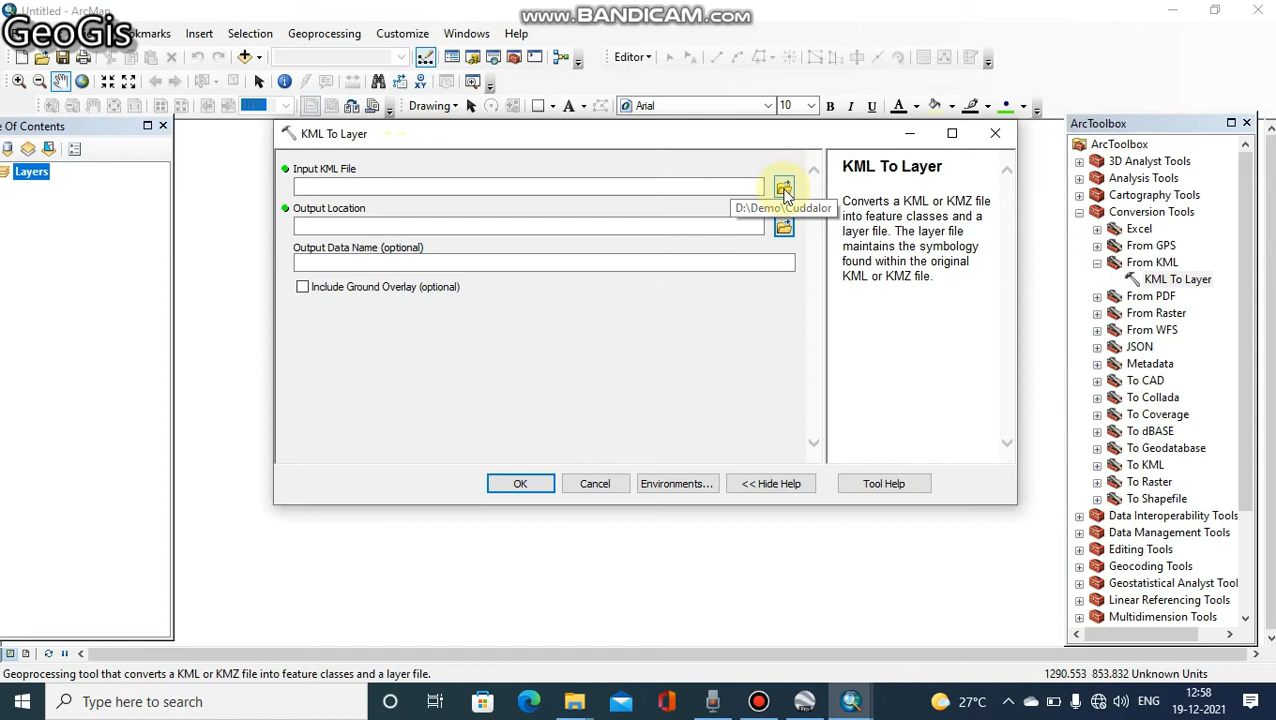 Untitled - ArcMap
www.BANDICAM.com
GeoGis
okmarks Insert Selection Geoprocessing Customize Windows Help
Editor
Drawing Arial 10 B I U A
e Of Contents
Layers
KML To Layer
Input KML File
Output Location
D:\Demo\Cuddalor
Output Data Name (optional)
Include Ground Overlay (optional)
OK Cancel Environments... << Hide Help Tool Help
KML To Layer
Converts a KML or KMZ file
into feature classes and a
layer file. The layer file
maintains the symbology
found within the original
KML or KMZ file.
ArcToolbox
ArcToolbox
3D Analyst Tools
Analysis Tools
Cartography Tools
Conversion Tools
Excel
From GPS
From KML
KML To Layer
From PDF
From Raster
From WFS
JSON
Metadata
To CAD
To Collada
To Coverage
To dBASE
To Geodatabase
To KML
To Raster
To Shapefile
Data Interoperability Tools
Data Management Tools
Editing Tools
Geocoding Tools
Geostatistical Analyst Tool
Linear Referencing Tools
Multidimension Tools
Geoprocessing tool that converts a KML or KMZ file into feature classes and a layer file.
1290.553 853.832 Unknown Units
Type here to search
27°C ENG
12:58
19-12-2021